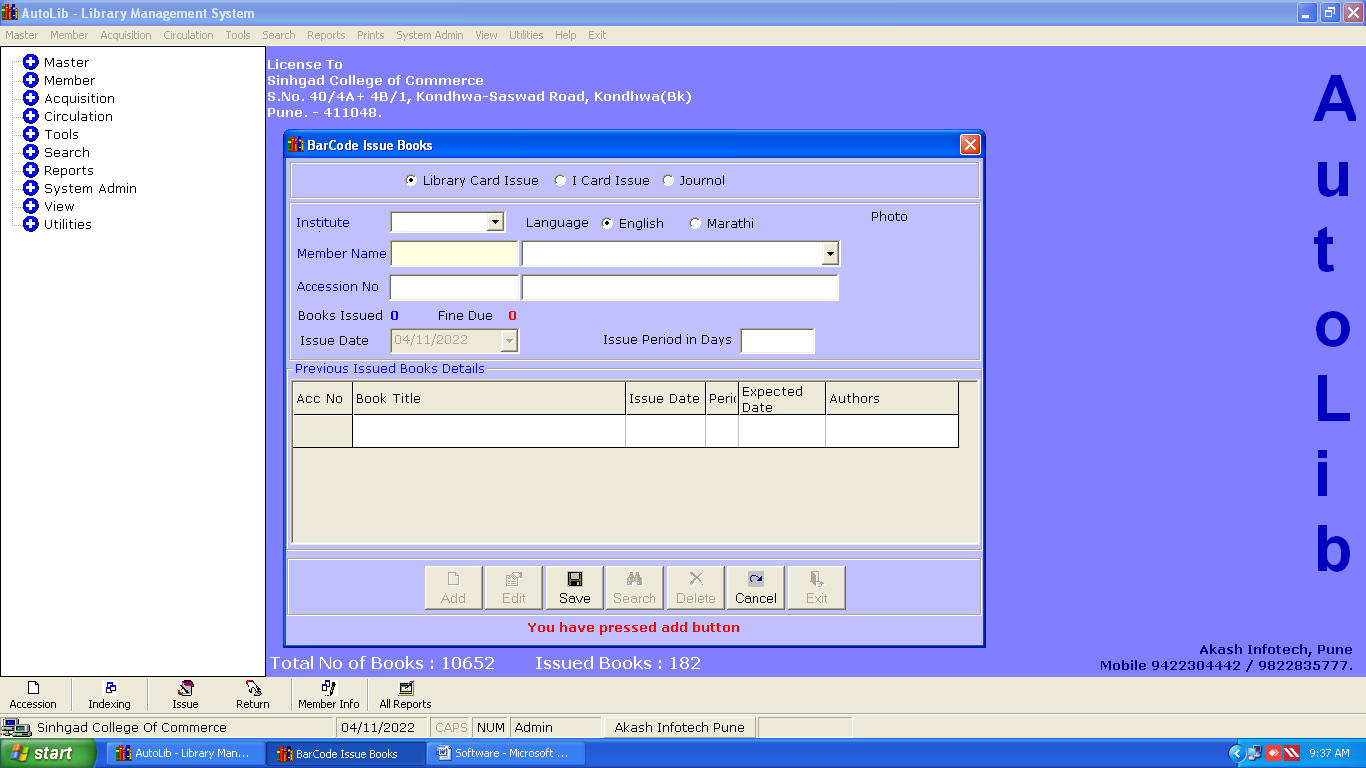 AutoLib - Library Management System
Master Member Acquisition Circulation Tools Search Reports Prints System Admin View Utilities Help Exit
Master
Member
Acquisition
Circulation
Tools
Search
Reports
System Admin
View
Utilities
License To
Sinhgad College of Commerce
S.No. 40/4A+ 4B/1, Kondhwa-Saswad Road, Kondhwa(Bk)
Pune. - 411048.
AutoLib
BarCode Issue Books
Library Card Issue I Card Issue Journal
Institute Language English Marathi Photo
Member Name
Accession No
Books Issued 0 Fine Due 0
Issue Date 04/11/2022 Issue Period in Days
Previous Issued Books Details
Acc No Book Title Issue Date Peri Expected Date Authors
Add Edit Save Search Delete Cancel Exit
You have pressed add button
Total No of Books : 10652 Issued Books : 182
Akash Infotech, Pune
Mobile 9422304442 / 9822835777.
Accession Indexing Issue Return Member Info All Reports
Sinhgad College Of Commerce 04/11/2022 CAPS NUM Admin Akash Infotech Pune
start AutoLib - Library Man... BarCode Issue Books Software - Microsoft ... 9:37 AM